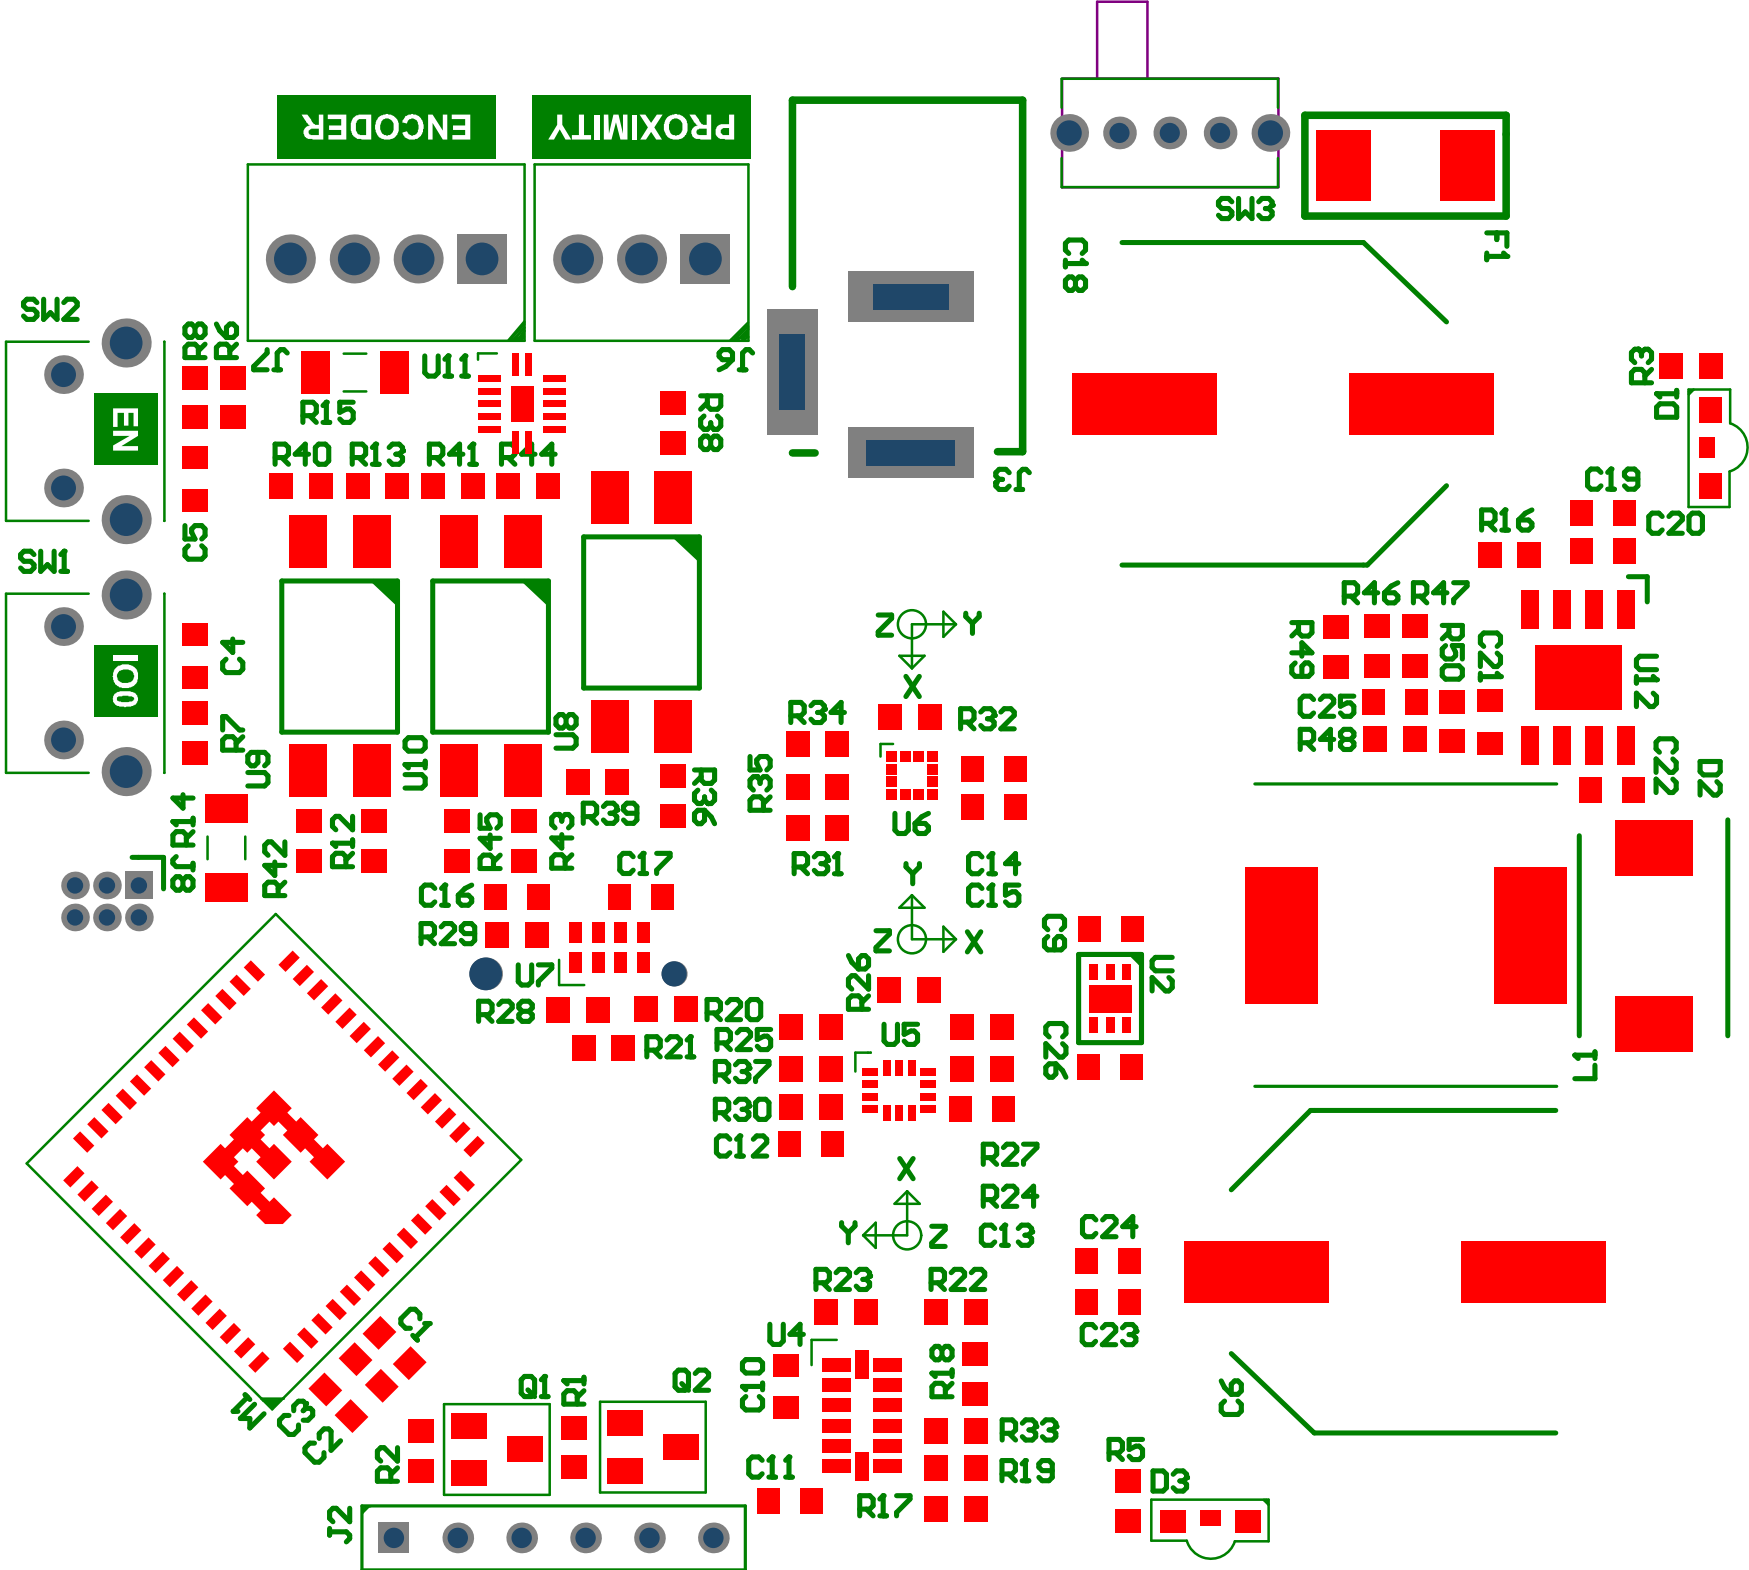 ENCODER
PROXIMITY
SW3
F1
C18
SW2
R8
R6
J7
U11
J6
R15
R38
R3
D1
EN
R40
R13
R41
R44
J3
C19
C20
R16
C5
SW1
R46
R47
R49
R50
C21
U12
Z
Y
X
C4
IO0
R7
U9
U10
U8
R34
R32
C25
R48
C22
D2
R35
R36
R39
U6
R14
R12
R45
R43
R42
J8
C17
R31
C14
C16
C15
Y
R29
Z
X
C9
U2
U7
R26
R28
R20
U5
R25
R21
R37
C26
L1
R30
C12
R27
X
R24
Y
Z
C13
C24
R23
R22
C1
U4
C23
R18
C10
Q1
R1
Q2
C6
M1
C3
C2
R33
R5
R2
C11
R19
D3
R17
J2